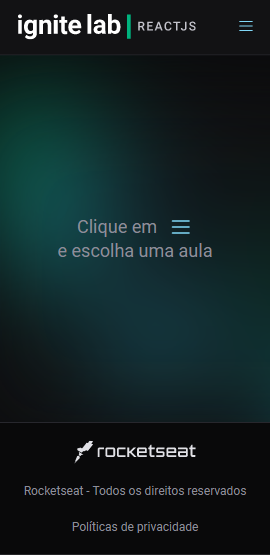 ignite lab | REACTJS
Clique em
e escolha uma aula
rocketseat
Rocketseat - Todos os direitos reservados
Políticas de privacidade